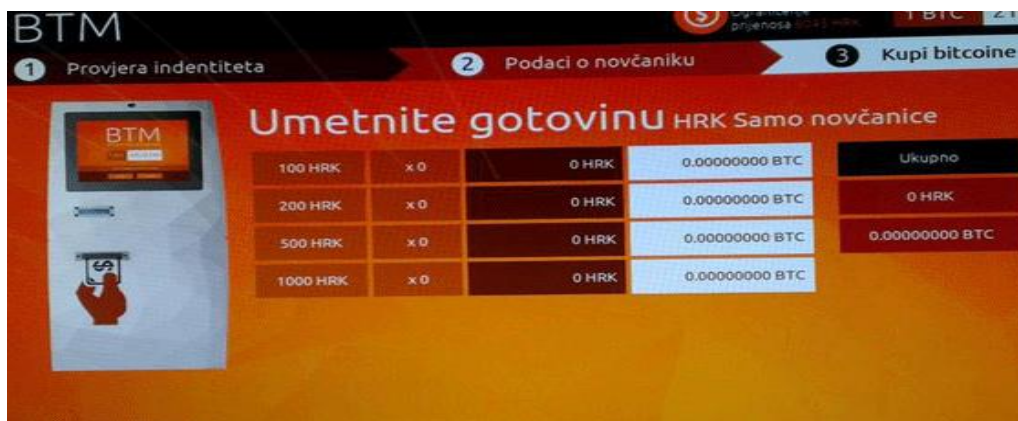 BTM
Ograničenje
prijenosa
1 BTC
1 Provjera indentiteta
2 Podaci o novčaniku
3 Kupi bitcoine
BTM
Umetnite gotovinu HRK Samo novčanice
100 HRK x 0 0 HRK 0.00000000 BTC
200 HRK x 0 0 HRK 0.00000000 BTC
500 HRK x 0 0 HRK 0.00000000 BTC
1000 HRK x 0 0 HRK 0.00000000 BTC
Ukupno
0 HRK
0.00000000 BTC